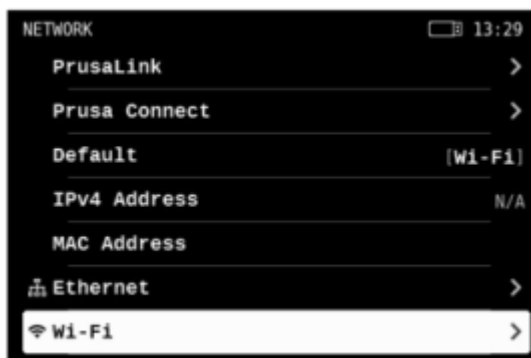 NETWORK 13:29
PrusaLink
Prusa Connect
Default [Wi-Fi]
IPv4 Address N/A
MAC Address
Ethernet
Wi-Fi